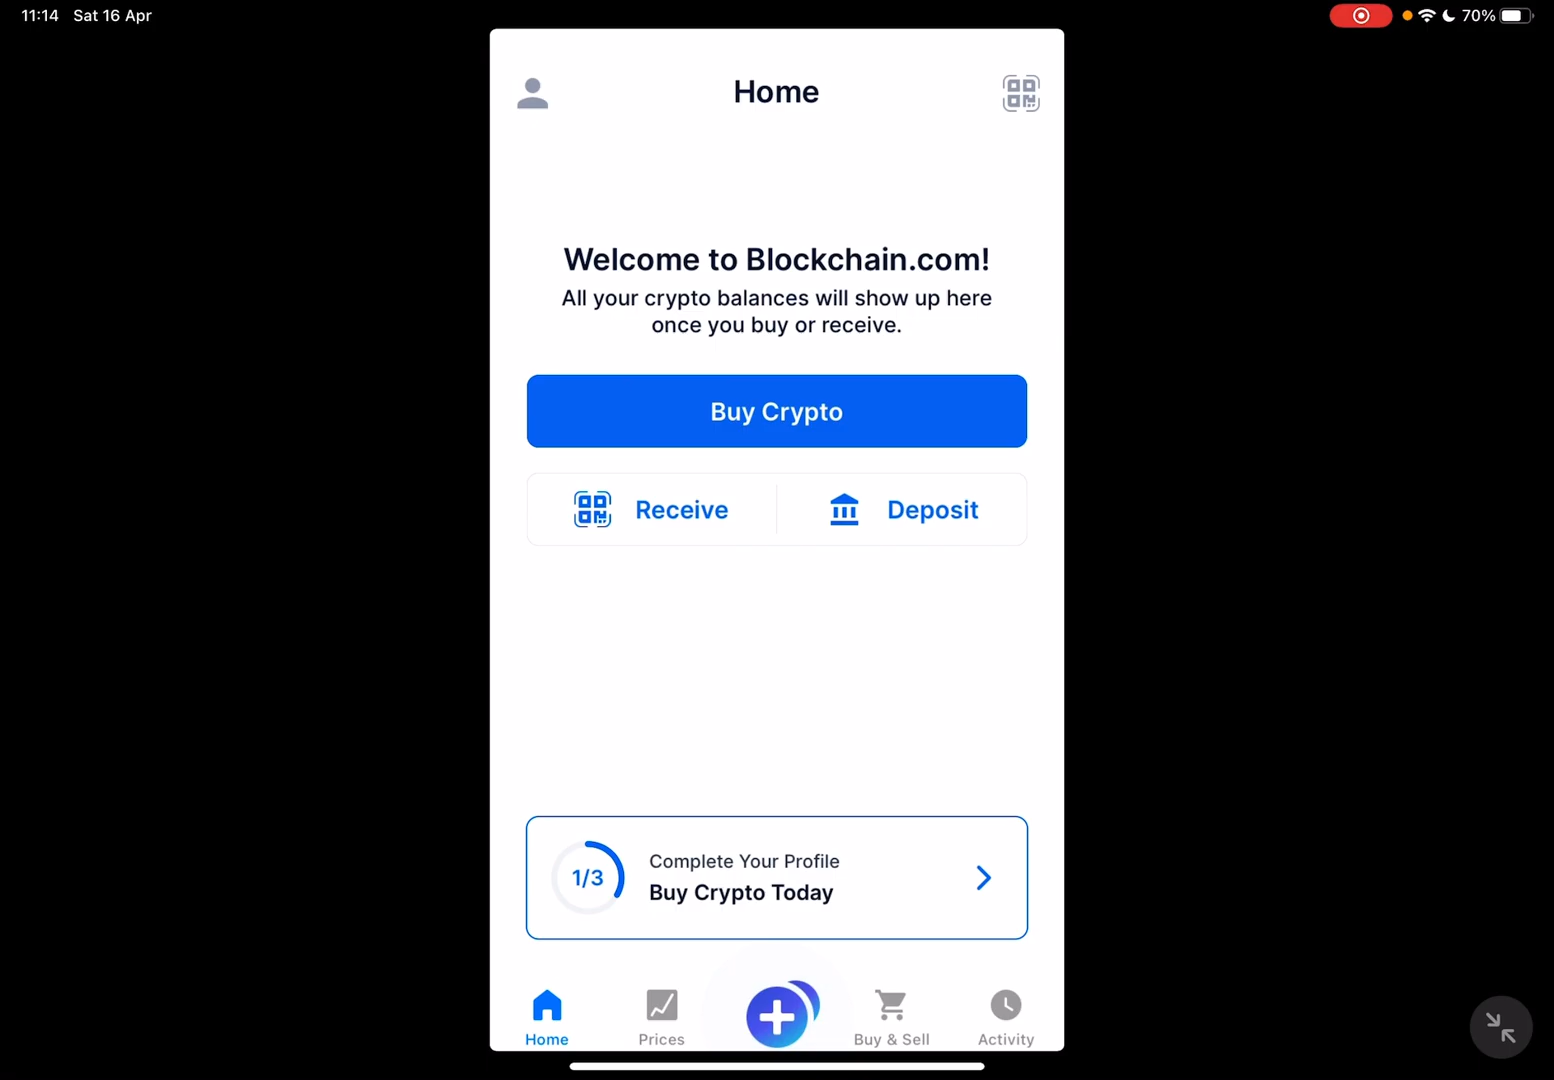 11:14 Sat 16 Apr
70%
Home
Welcome to Blockchain.com!
All your crypto balances will show up here
once you buy or receive.
Buy Crypto
Receive
Deposit
1/3
Complete Your Profile
Buy Crypto Today
Home
Prices
Buy & Sell
Activity